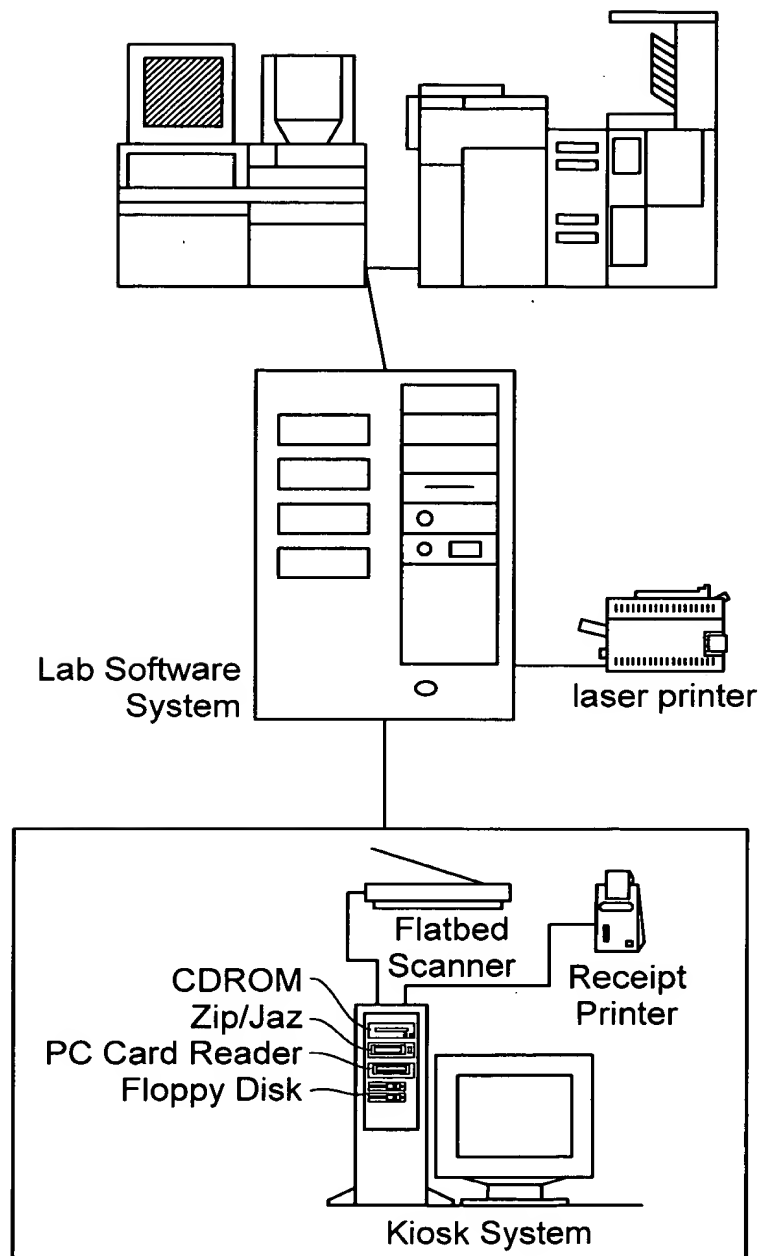 Lab Software
System
laser printer
Flatbed
Scanner
Receipt
Printer
CDROM
Zip/Jaz
PC Card Reader
Floppy Disk
Kiosk System